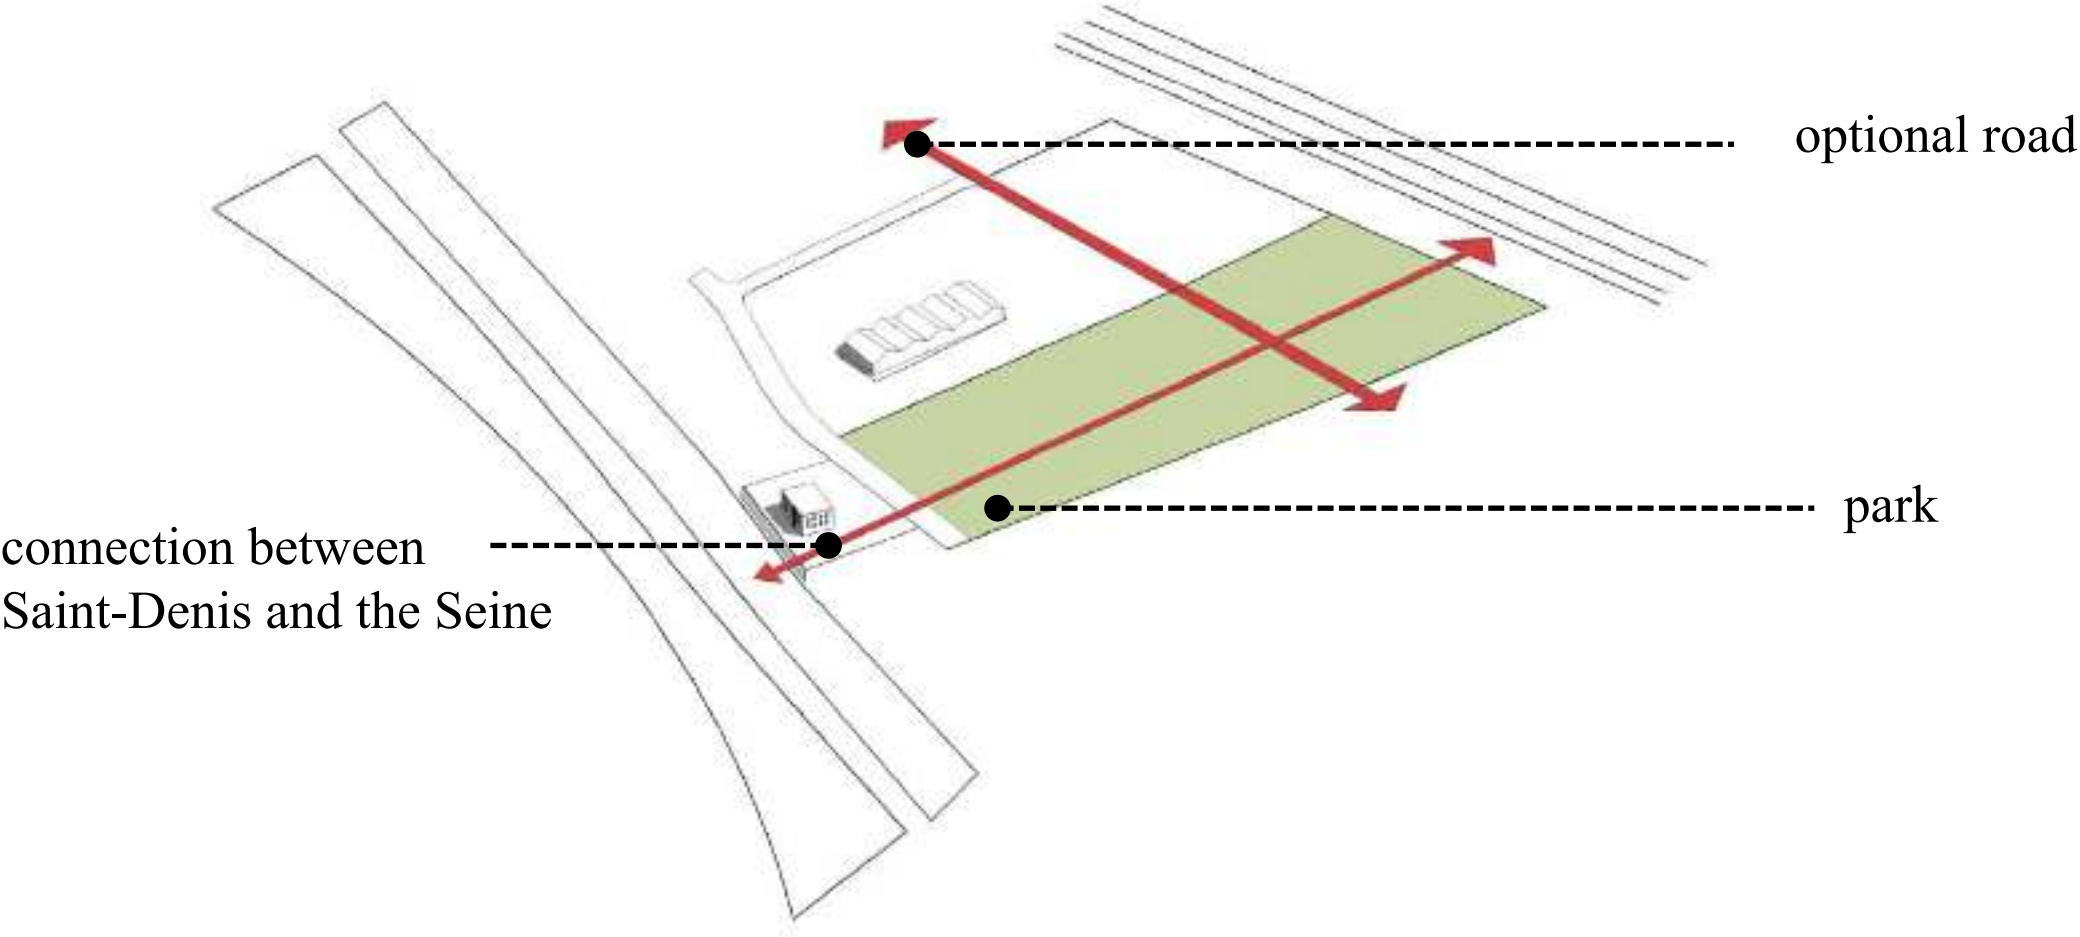 optional road
park
connection between
Saint-Denis and the Seine